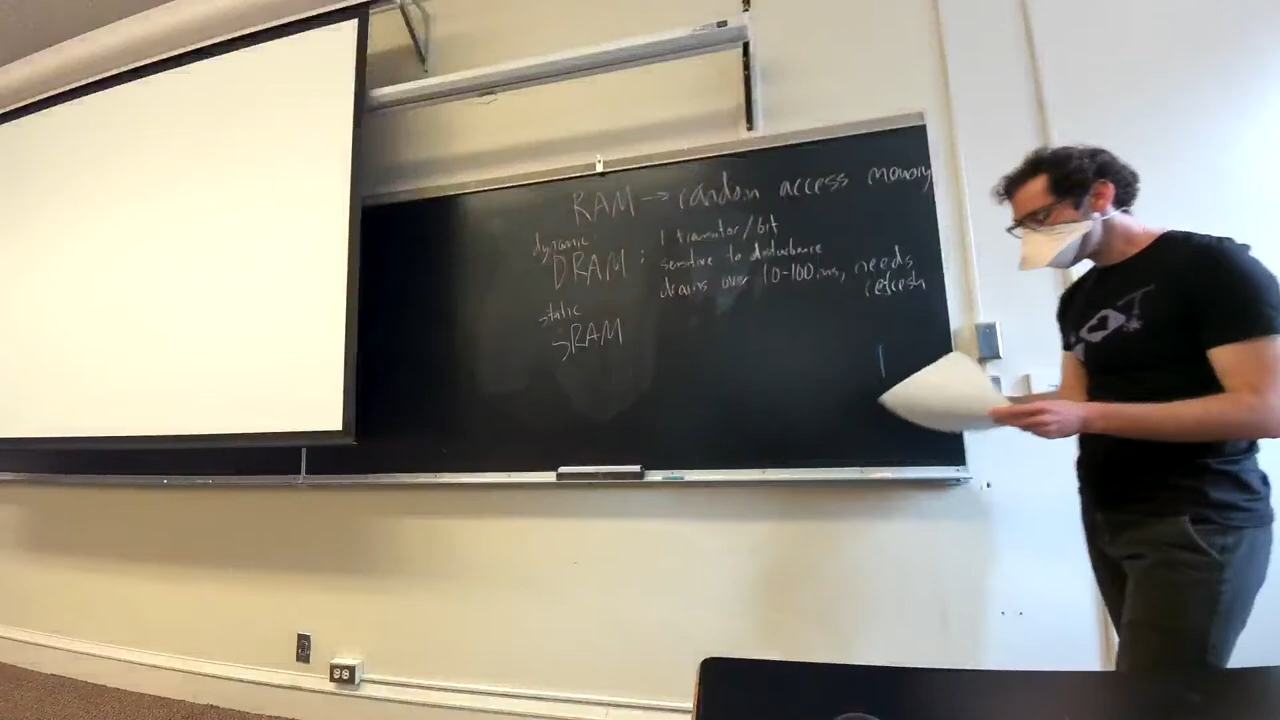 RAM → random access memory
dynamic
DRAM : 1 transitor/bit
sensitive to disturbance
drains over 10-100ms, needs
refresh
static
SRAM